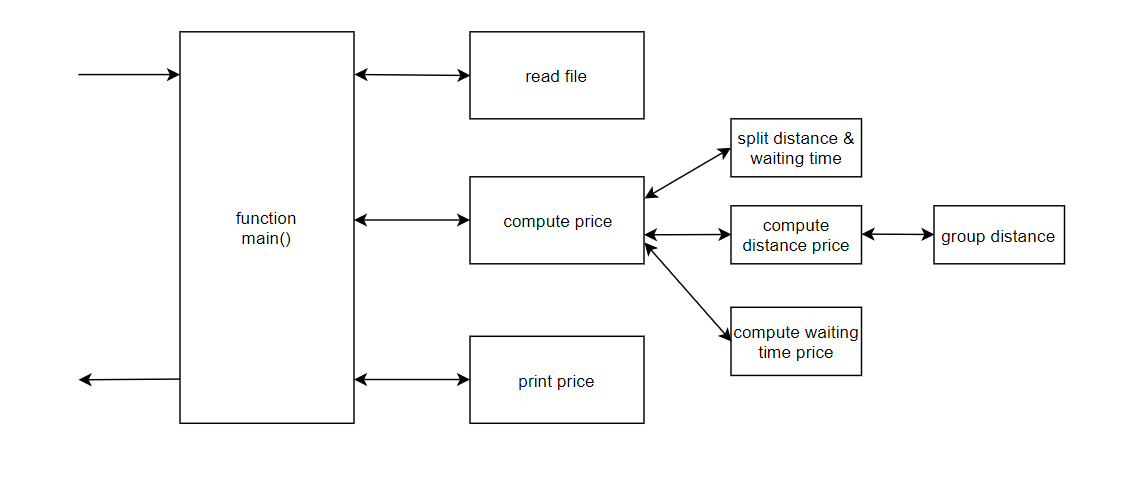 function
main()
read file
compute price
print price
split distance &
waiting time
compute
distance price
compute waiting
time price
group distance